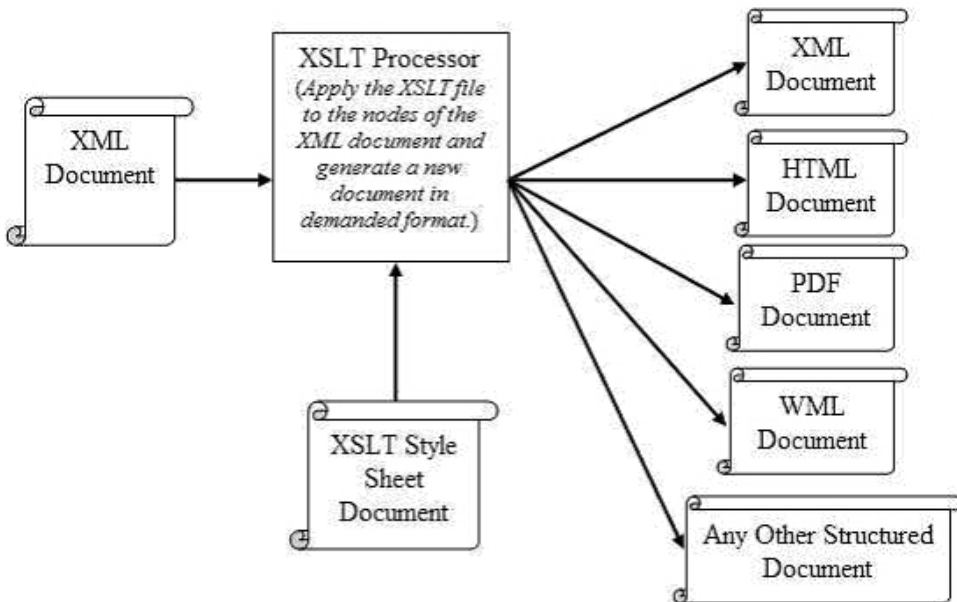 XML
Document
XSLT Processor
(Apply the XSLT file
to the nodes of the
XML document and
generate a new
document in
demanded format.)
XSLT Style
Sheet
Document
XML
Document
HTML
Document
PDF
Document
WML
Document
Any Other Structured
Document